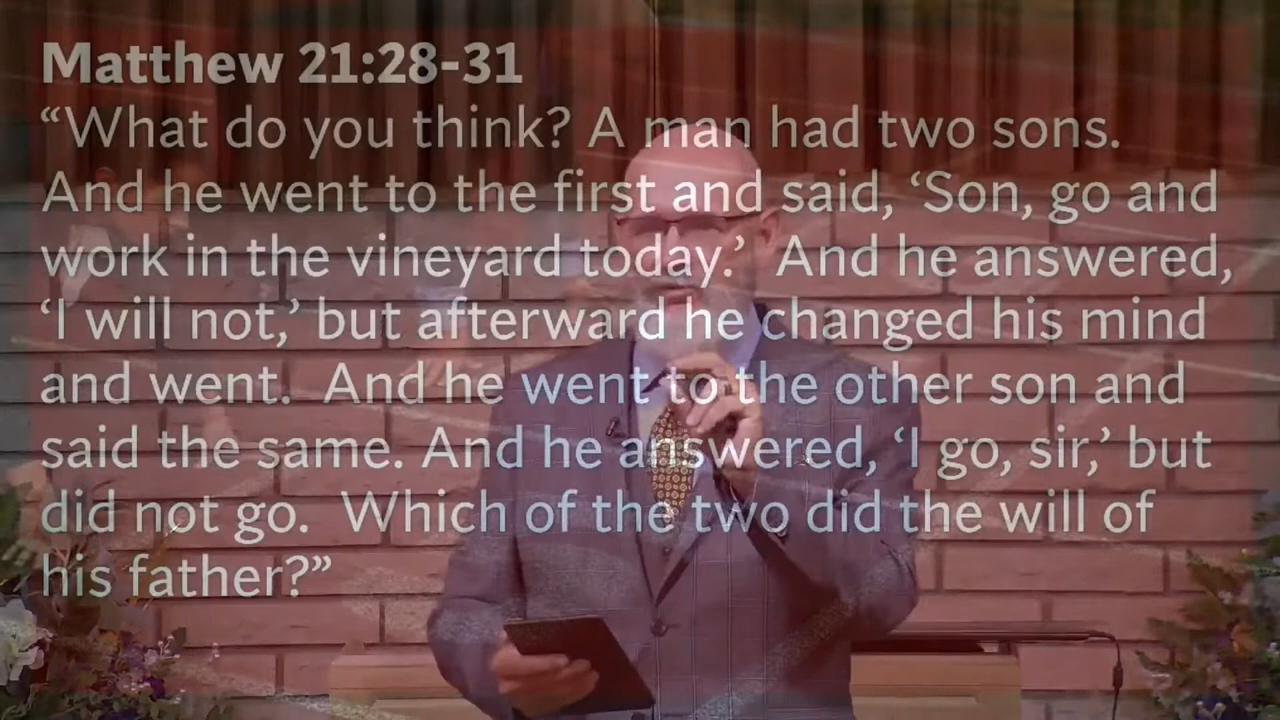 Matthew 21:28-31
“What do you think? A man had two sons.
And he went to the first and said, ‘Son, go and
work in the vineyard today.’ And he answered,
‘I will not,’ but afterward he changed his mind
and went. And he went to the other son and
said the same. And he answered, ‘I go, sir,’ but
did not go. Which of the two did the will of
his father?”